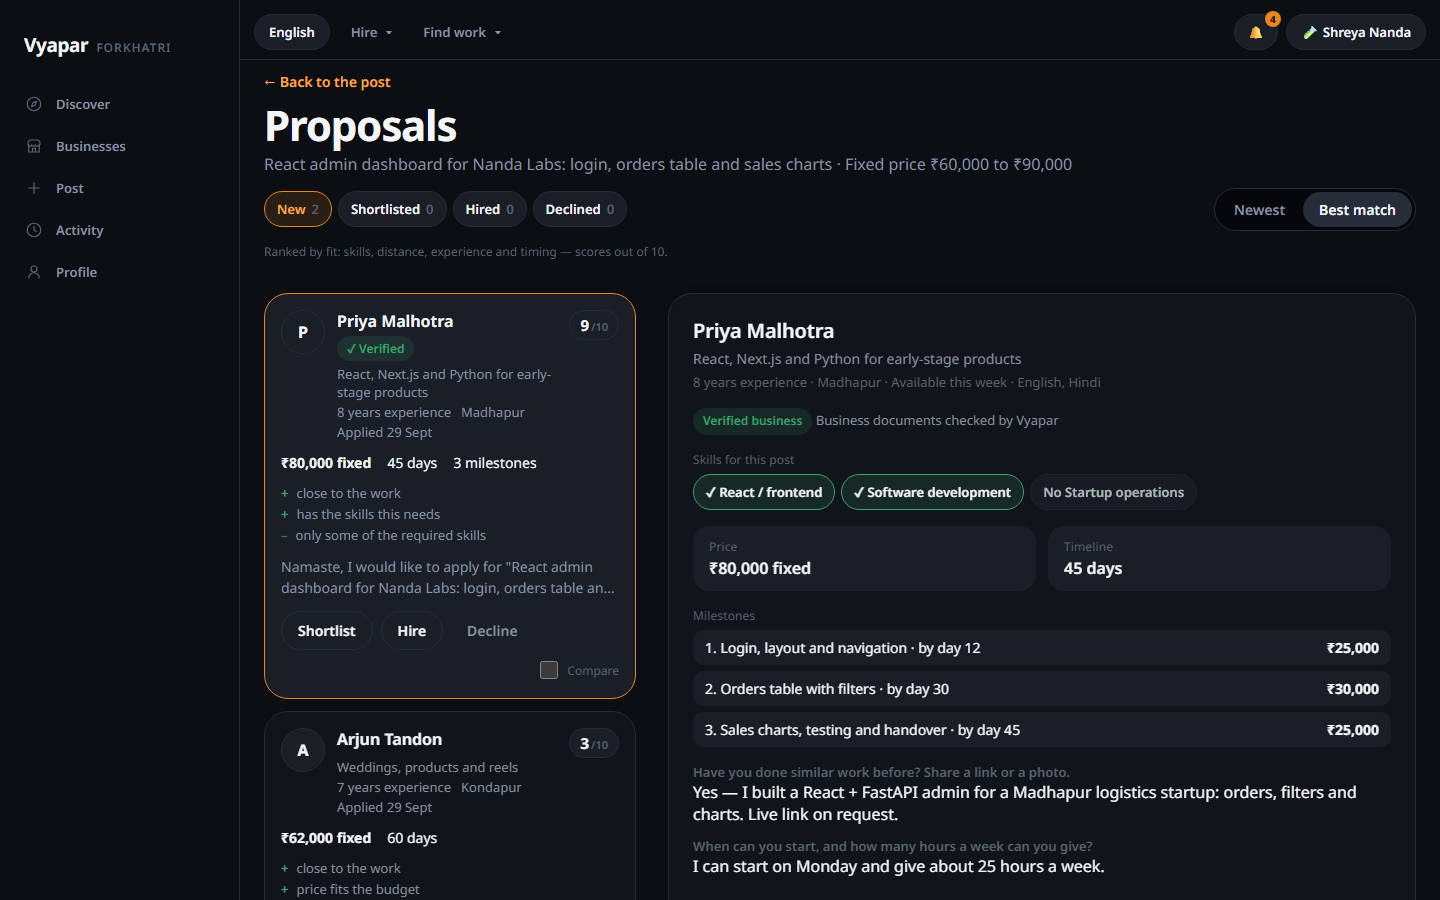 Vyapar FORKHATRI
Discover
Businesses
Post
Activity
Profile
English
Hire
Find work
4
Shreya Nanda
← Back to the post
Proposals
React admin dashboard for Nanda Labs: login, orders table and sales charts · Fixed price ₹60,000 to ₹90,000
New 2
Shortlisted 0
Hired 0
Declined 0
Newest
Best match
Ranked by fit: skills, distance, experience and timing — scores out of 10.
P
Priya Malhotra
9/10
✓ Verified
React, Next.js and Python for early-
stage products
8 years experience Madhapur
Applied 29 Sept
₹80,000 fixed 45 days 3 milestones
+ close to the work
+ has the skills this needs
– only some of the required skills
Namaste, I would like to apply for "React admin
dashboard for Nanda Labs: login, orders table an...
Shortlist
Hire
Decline
Compare
A
Arjun Tandon
3/10
Weddings, products and reels
7 years experience Kondapur
Applied 29 Sept
₹62,000 fixed 60 days
+ close to the work
+ price fits the budget
Priya Malhotra
React, Next.js and Python for early-stage products
8 years experience · Madhapur · Available this week · English, Hindi
Verified business Business documents checked by Vyapar
Skills for this post
✓ React / frontend
✓ Software development
No Startup operations
Price
₹80,000 fixed
Timeline
45 days
Milestones
1. Login, layout and navigation · by day 12 ₹25,000
2. Orders table with filters · by day 30 ₹30,000
3. Sales charts, testing and handover · by day 45 ₹25,000
Have you done similar work before? Share a link or a photo.
Yes — I built a React + FastAPI admin for a Madhapur logistics startup: orders, filters and
charts. Live link on request.
When can you start, and how many hours a week can you give?
I can start on Monday and give about 25 hours a week.